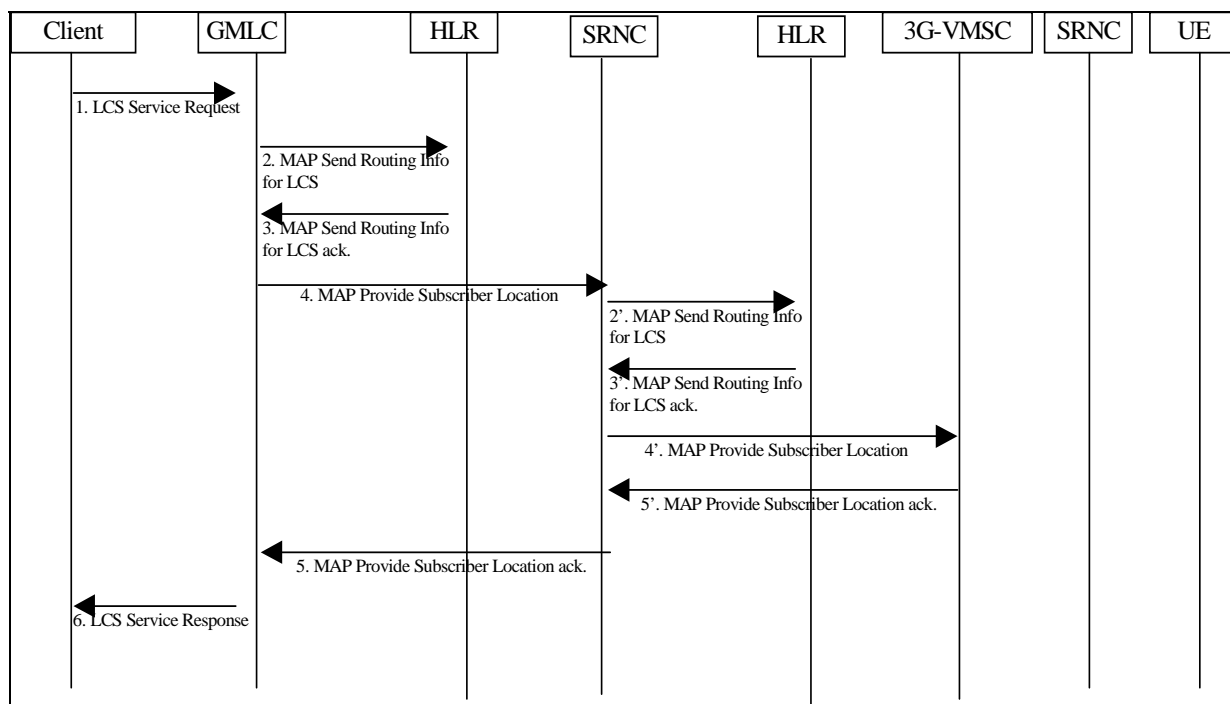 Client GMLC HLR SRNC HLR 3G-VMSC SRNC UE
1. LCS Service Request
2. MAP Send Routing Info
for LCS
3. MAP Send Routing Info
for LCS ack.
4. MAP Provide Subscriber Location
2’. MAP Send Routing Info
for LCS
3’. MAP Send Routing Info
for LCS ack.
4’. MAP Provide Subscriber Location
5’. MAP Provide Subscriber Location ack.
5. MAP Provide Subscriber Location ack.
6. LCS Service Response